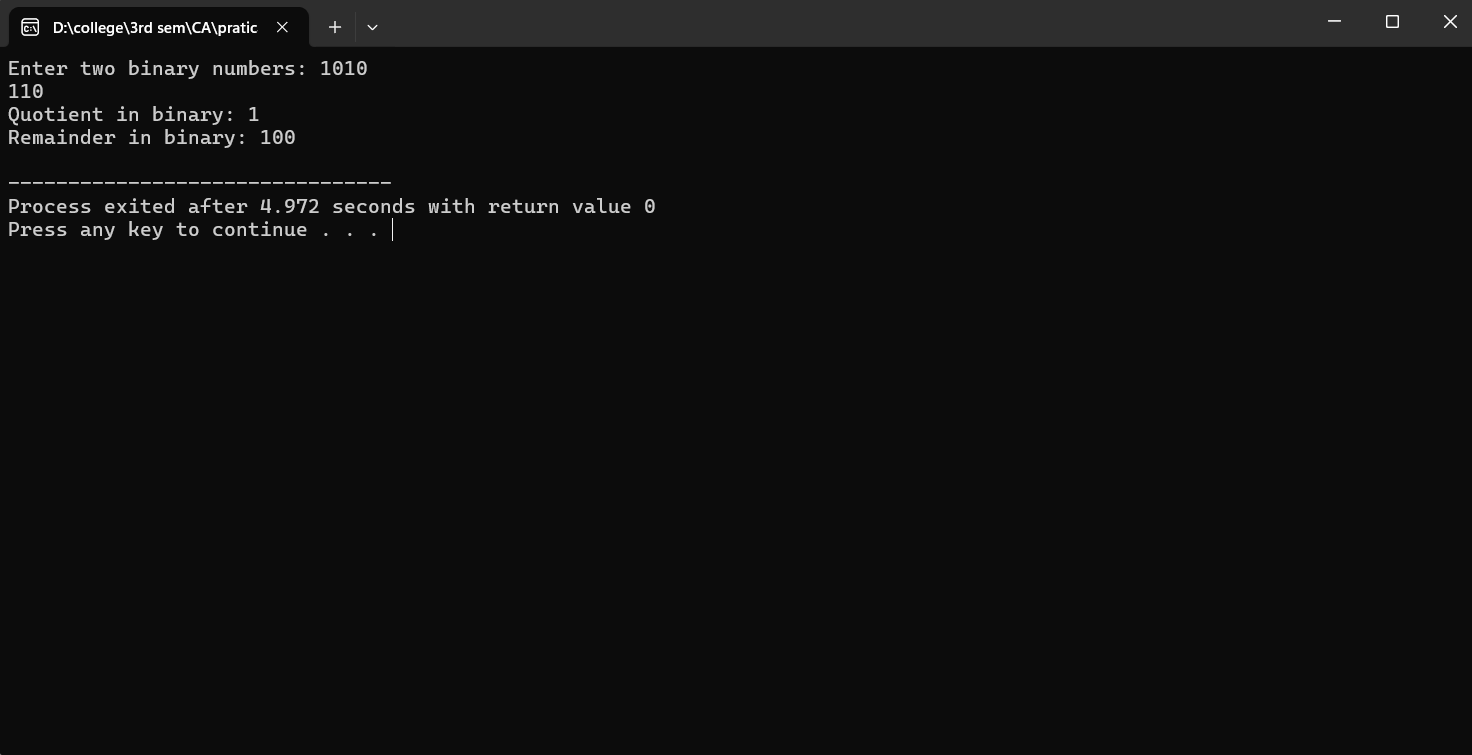 D:\college\3rd sem\CA\pratic
Enter two binary numbers: 1010
110
Quotient in binary: 1
Remainder in binary: 100
--------------------------------
Process exited after 4.972 seconds with return value 0
Press any key to continue . . .